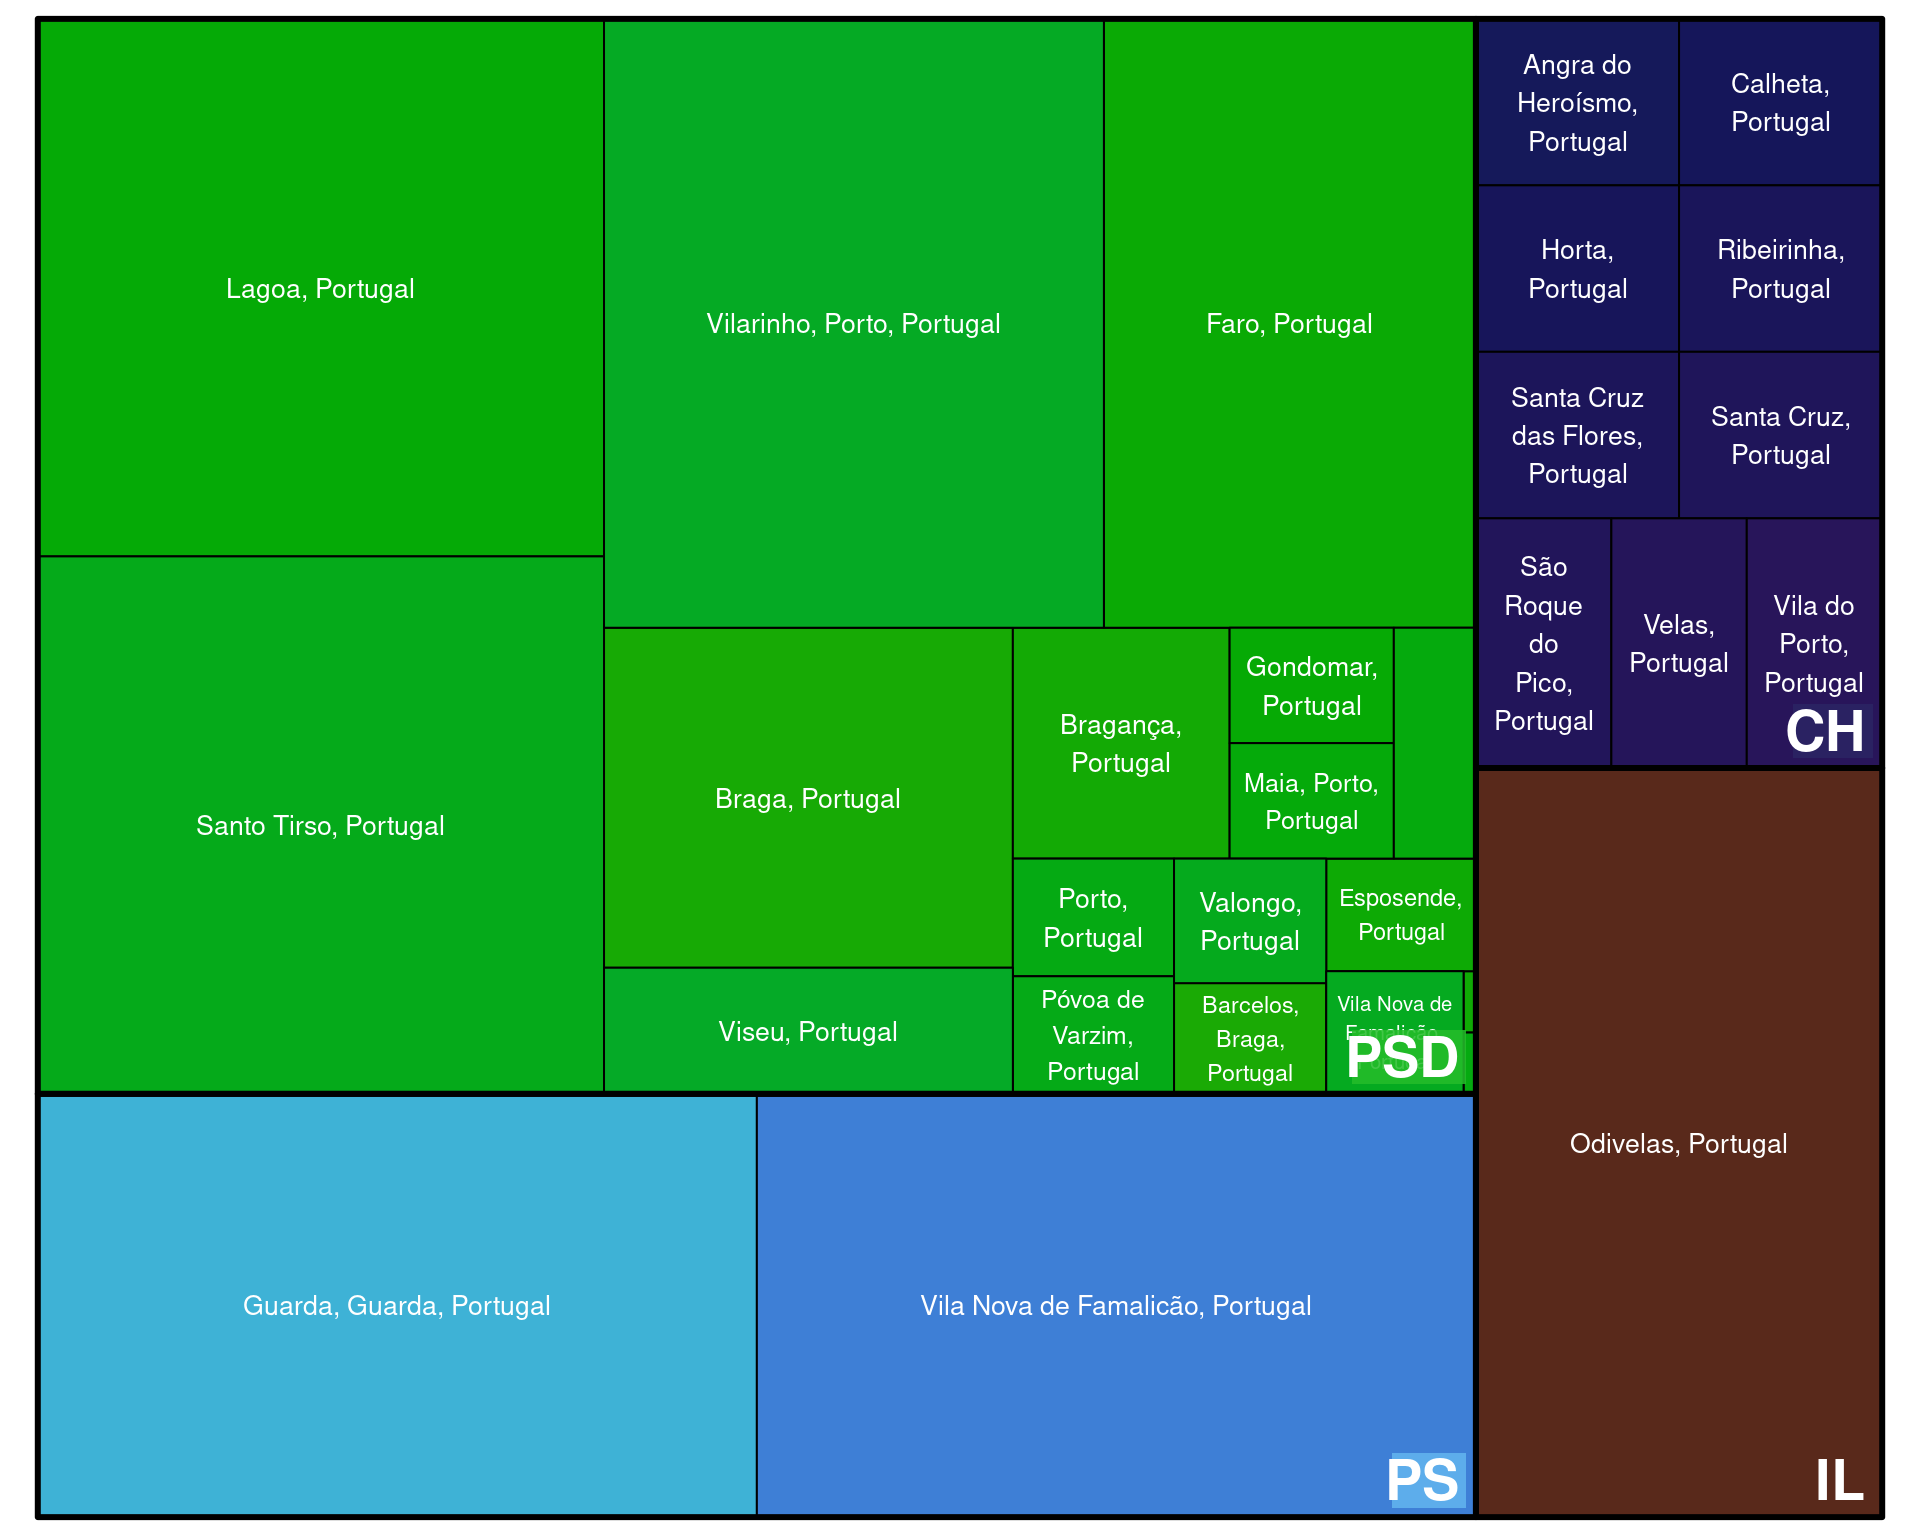 Lagoa, Portugal
Vilarinho, Porto, Portugal
Faro, Portugal
Santo Tirso, Portugal
Braga, Portugal
Viseu, Portugal
Bragança,
Portugal
Gondomar,
Portugal
Maia, Porto,
Portugal
Porto,
Portugal
Póvoa de
Varzim,
Portugal
Valongo,
Portugal
Barcelos,
Braga,
Portugal
Esposende,
Portugal
Vila Nova de
PSD
Guarda, Guarda, Portugal
Vila Nova de Famalicão, Portugal
PS
Angra do
Heroísmo,
Portugal
Calheta,
Portugal
Horta,
Portugal
Ribeirinha,
Portugal
Santa Cruz
das Flores,
Portugal
Santa Cruz,
Portugal
São
Roque
do
Pico,
Portugal
Velas,
Portugal
Vila do
Porto,
Portugal
CH
Odivelas, Portugal
IL